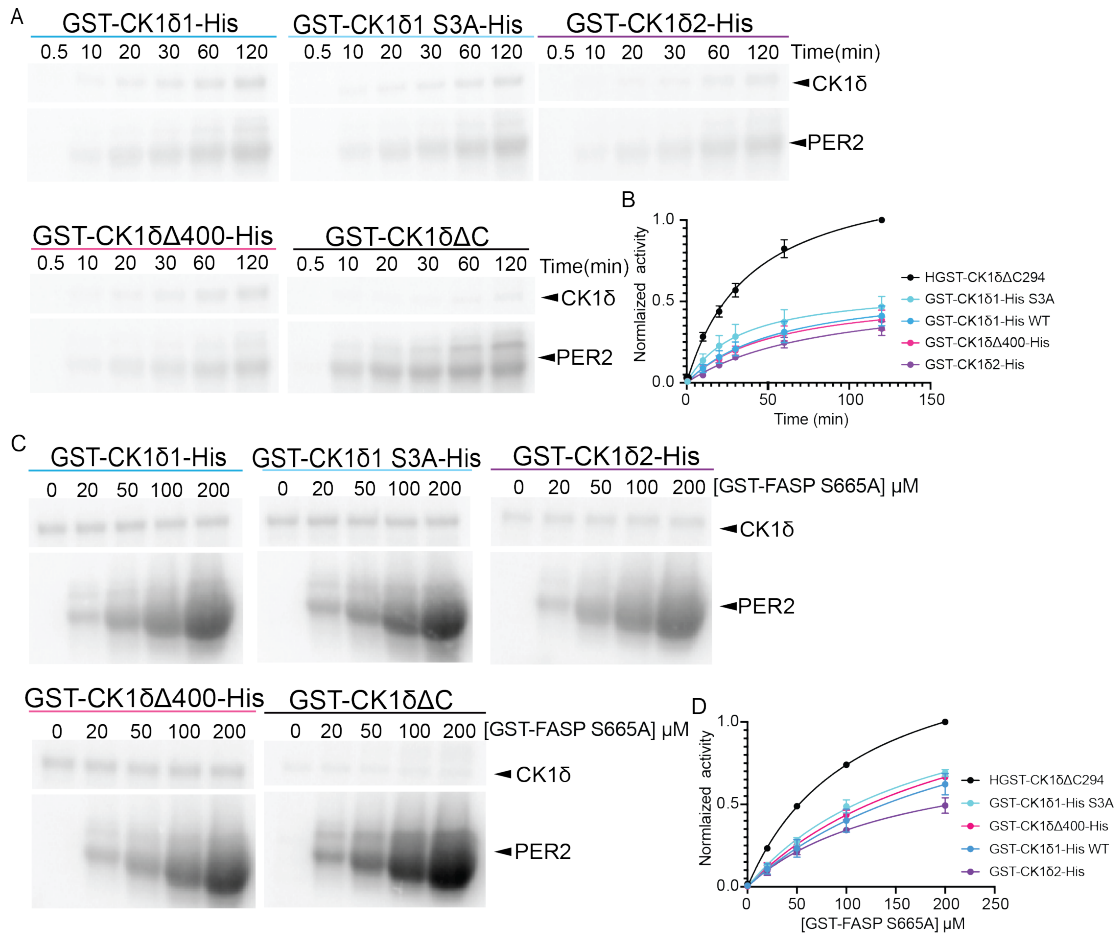 A
GST-CK1δ1-His GST-CK1δ1 S3A-His GST-CK1δ2-His
0.5 10 20 30 60 120 0.5 10 20 30 60 120 0.5 10 20 30 60 120 Time(min)
CK1δ
PER2
GST-CK1δΔ400-His GST-CK1δΔC
0.5 10 20 30 60 120 0.5 10 20 30 60 120 Time(min)
CK1δ
PER2
B
1.0
0.5
0.0
Normlaized activity
0 50 100 150
Time (min)
HGST-CK1δΔC294
GST-CK1δ1-His S3A
GST-CK1δ1-His WT
GST-CK1δΔ400-His
GST-CK1δ2-His
C
GST-CK1δ1-His GST-CK1δ1 S3A-His GST-CK1δ2-His
0 20 50 100 200 0 20 50 100 200 0 20 50 100 200 [GST-FASP S665A] μM
CK1δ
PER2
GST-CK1δΔ400-His GST-CK1δΔC
0 20 50 100 200 0 20 50 100 200 [GST-FASP S665A] μM
CK1δ
PER2
D
1.0
0.5
0.0
Normlaized activity
0 50 100 150 200 250
[GST-FASP S665A] μM
HGST-CK1δΔC294
GST-CK1δ1-His S3A
GST-CK1δΔ400-His
GST-CK1δ1-His WT
GST-CK1δ2-His